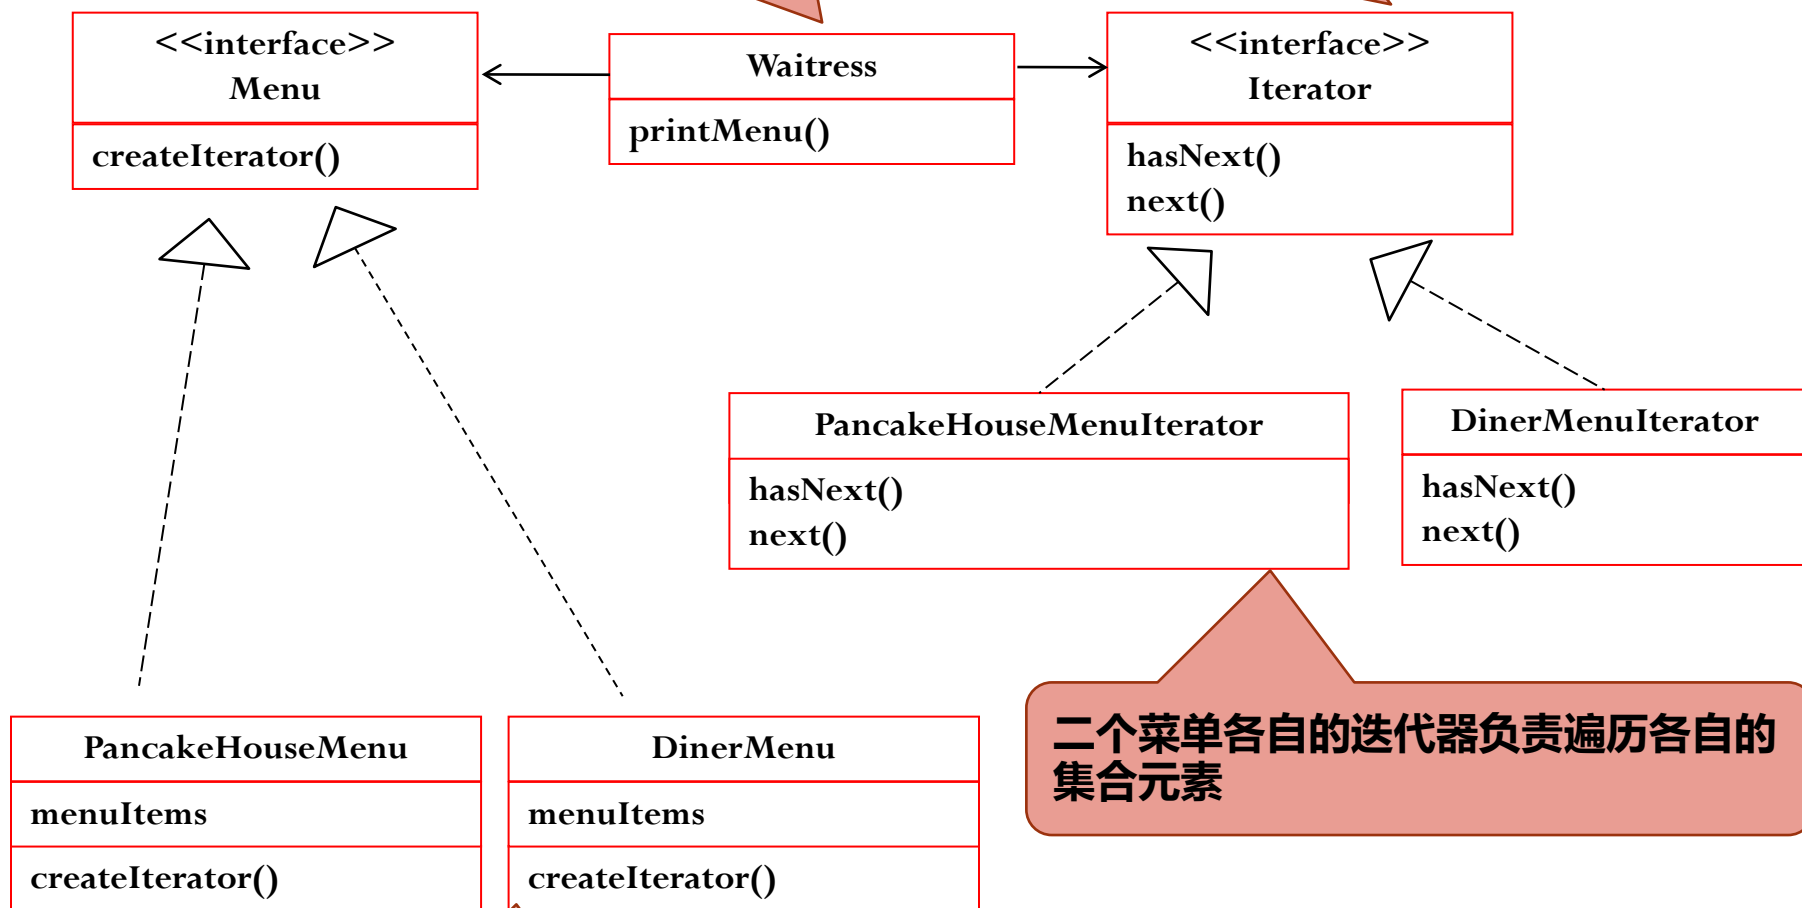 <<interface>>
Menu
createIterator()
Waitress
printMenu()
<<interface>>
Iterator
hasNext()
next()
PancakeHouseMenuIterator
hasNext()
next()
DinerMenuIterator
hasNext()
next()
二个菜单各自的迭代器负责遍历各自的
集合元素
PancakeHouseMenu
menuItems
createIterator()
DinerMenu
menuItems
createIterator()